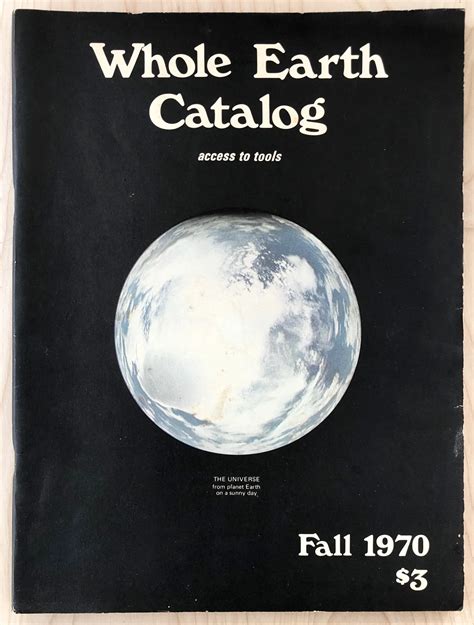 Whole Earth
Catalog
access to tools
THE UNIVERSE
from planet Earth
on a sunny day
Fall 1970
$3